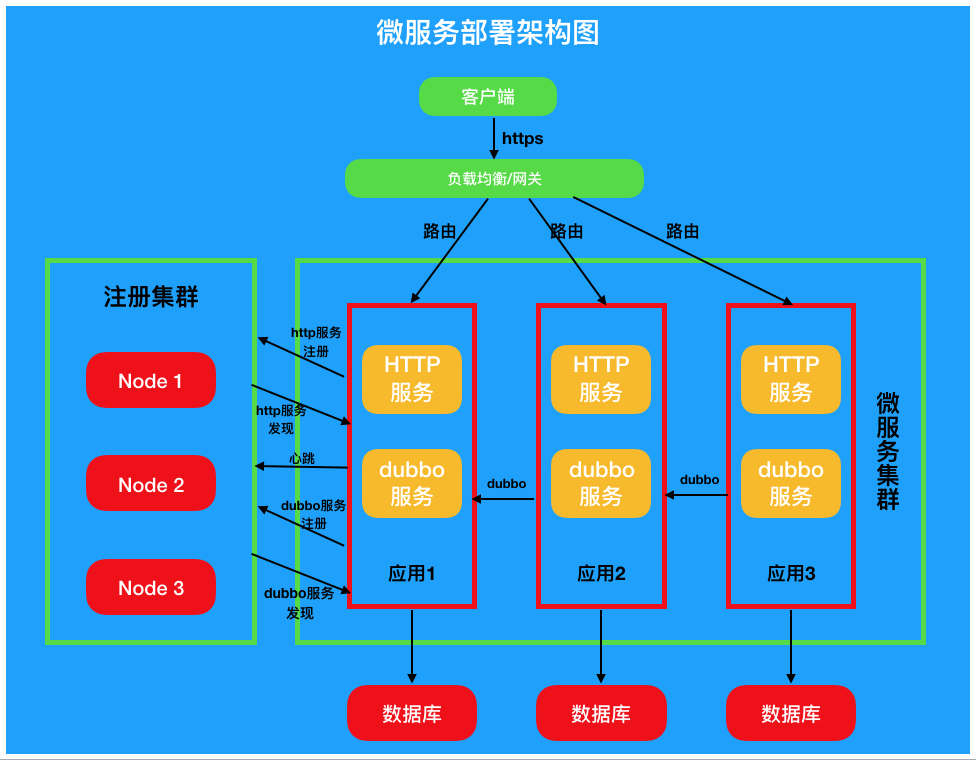 微服务部署架构图
客户端
https
负载均衡/网关
路由
路由
路由
注册集群
Node 1
Node 2
Node 3
http服务
注册
http服务
发现
心跳
dubbo服务
注册
dubbo服务
发现
HTTP
服务
dubbo
服务
应用1
dubbo
HTTP
服务
dubbo
服务
应用2
dubbo
HTTP
服务
dubbo
服务
应用3
微
服
务
集
群
数据库
数据库
数据库